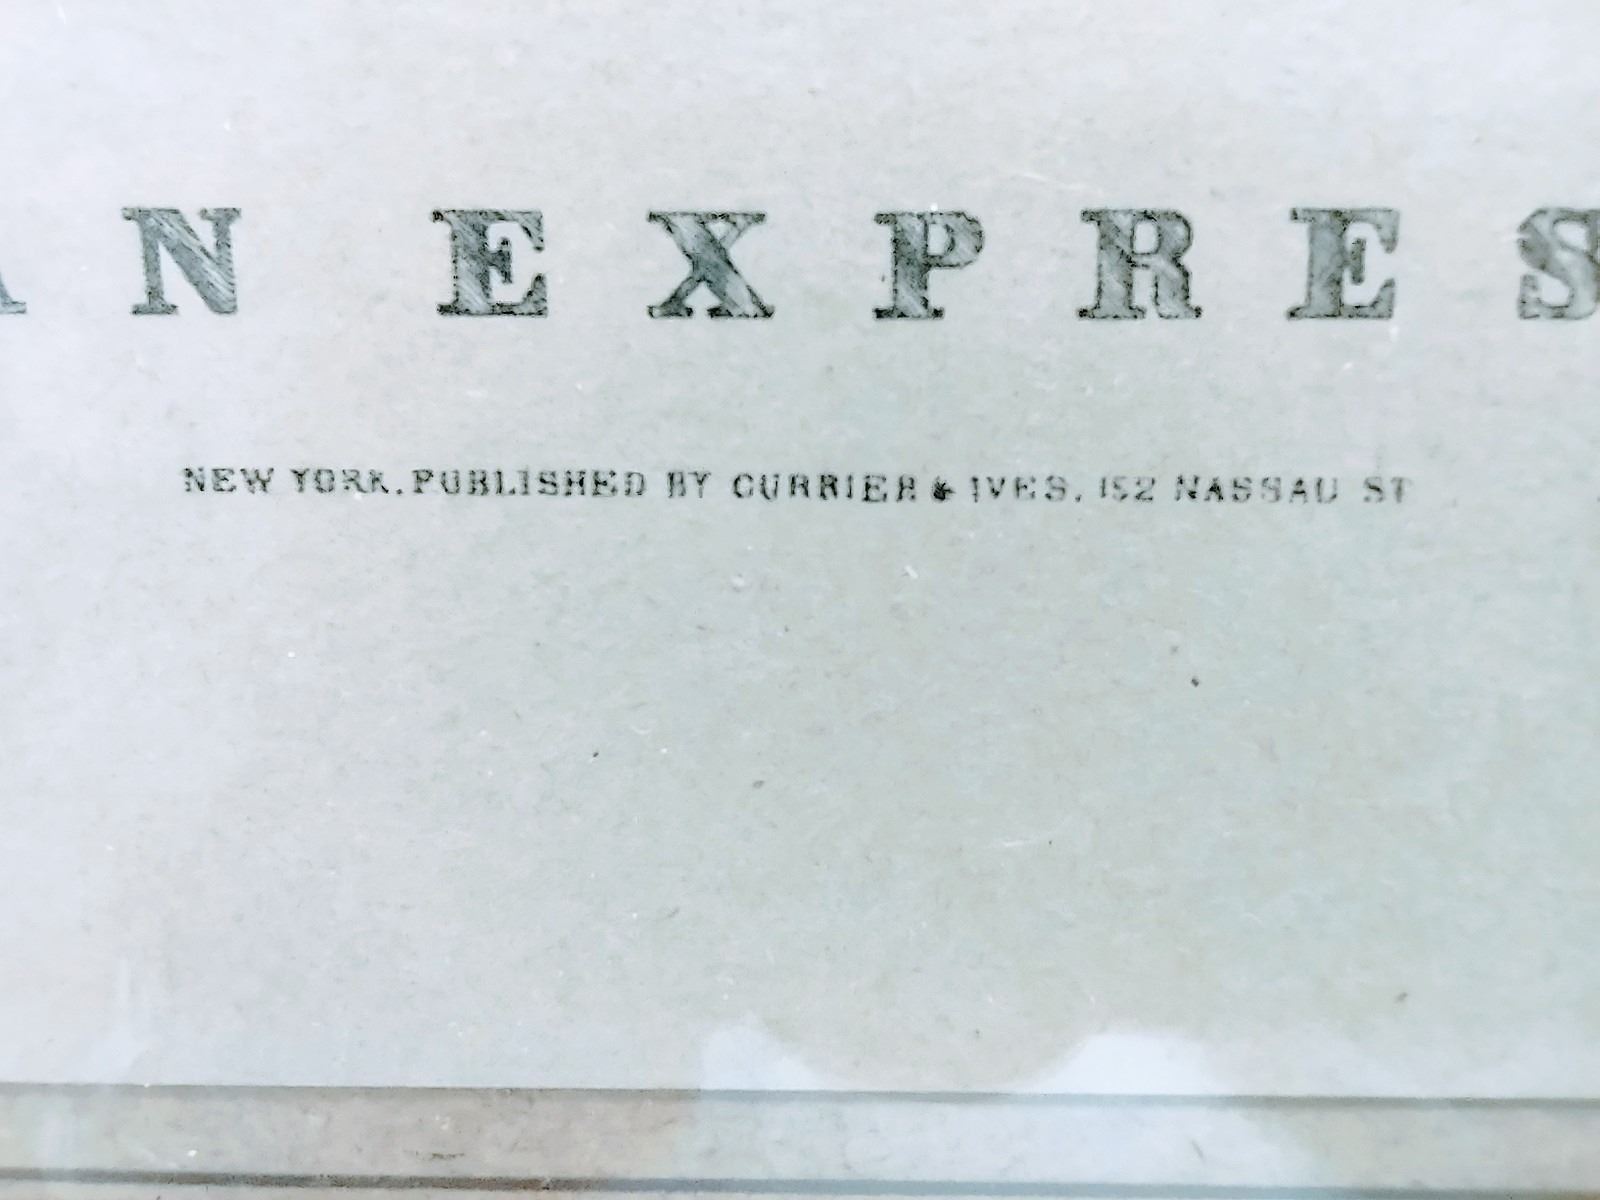 AN EXPRES
NEW YORK. PUBLISHED BY CURRIER & IVES, 152 NASSAU ST